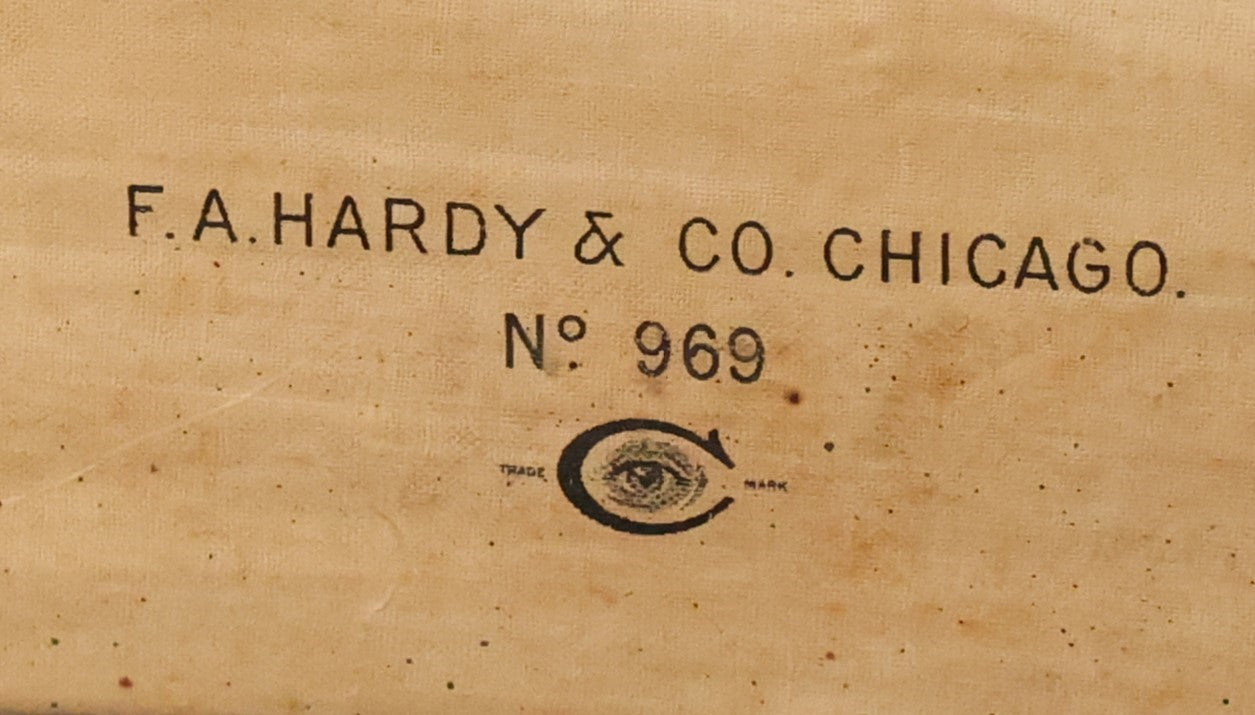 F.A.HARDY & CO. CHICAGO.
Nº 969
TRADE C MARK